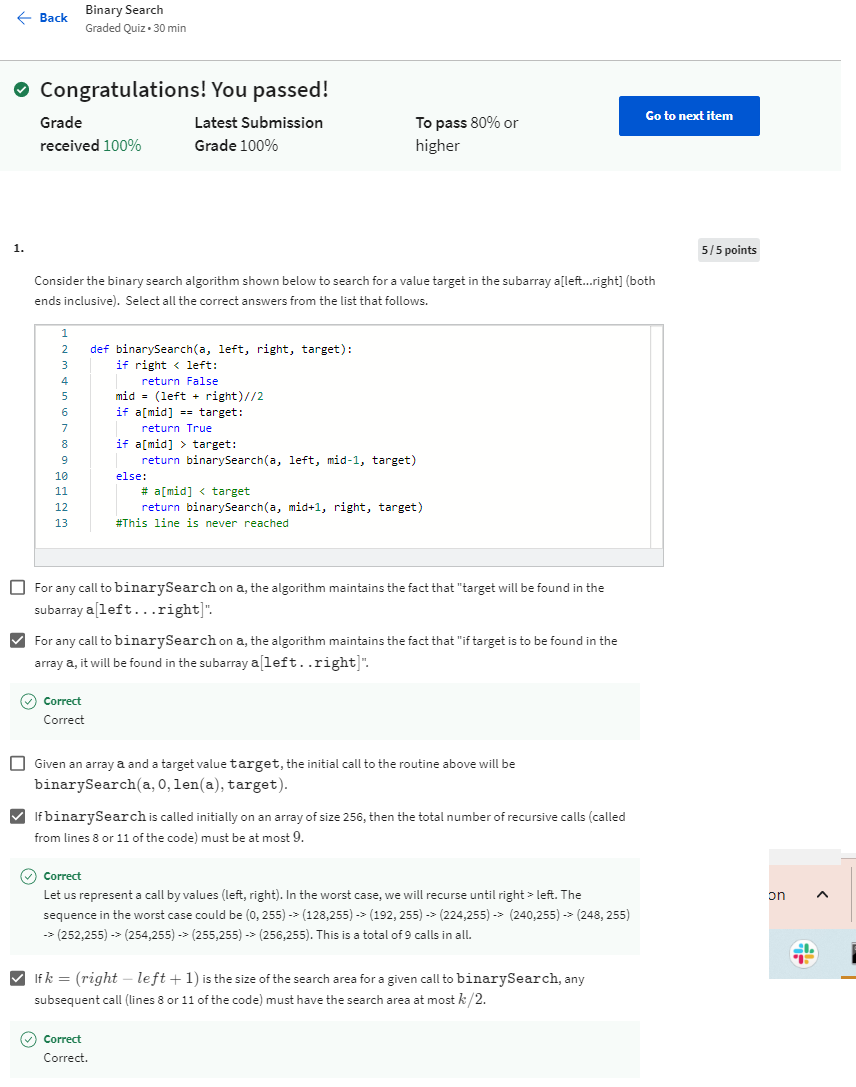 Back
Binary Search
Graded Quiz • 30 min
Congratulations! You passed!
Grade
received 100%
Latest Submission
Grade 100%
To pass 80% or
higher
Go to next item
1.
5 / 5 points
Consider the binary search algorithm shown below to search for a value target in the subarray a[left...right] (both
ends inclusive). Select all the correct answers from the list that follows.
1
2 def binarySearch(a, left, right, target):
3 if right < left:
4 return False
5 mid = (left + right)//2
6 if a[mid] == target:
7 return True
8 if a[mid] > target:
9 return binarySearch(a, left, mid-1, target)
10 else:
11 # a[mid] < target
12 return binarySearch(a, mid+1, right, target)
13 #This line is never reached
For any call to binarySearch on a, the algorithm maintains the fact that "target will be found in the
subarray a[left...right]".
For any call to binarySearch on a, the algorithm maintains the fact that "if target is to be found in the
array a, it will be found in the subarray a[left..right]".
Correct
Correct
Given an array a and a target value target, the initial call to the routine above will be
binarySearch(a, 0, len(a), target).
If binarySearch is called initially on an array of size 256, then the total number of recursive calls (called
from lines 8 or 11 of the code) must be at most 9.
Correct
Let us represent a call by values (left, right). In the worst case, we will recurse until right > left. The
sequence in the worst case could be (0, 255) -> (128,255) -> (192, 255) -> (224,255) -> (240,255) -> (248, 255)
-> (252,255) -> (254,255) -> (255,255) -> (256,255). This is a total of 9 calls in all.
If k = (right − left + 1) is the size of the search area for a given call to binarySearch, any
subsequent call (lines 8 or 11 of the code) must have the search area at most k/2.
Correct
Correct.
on